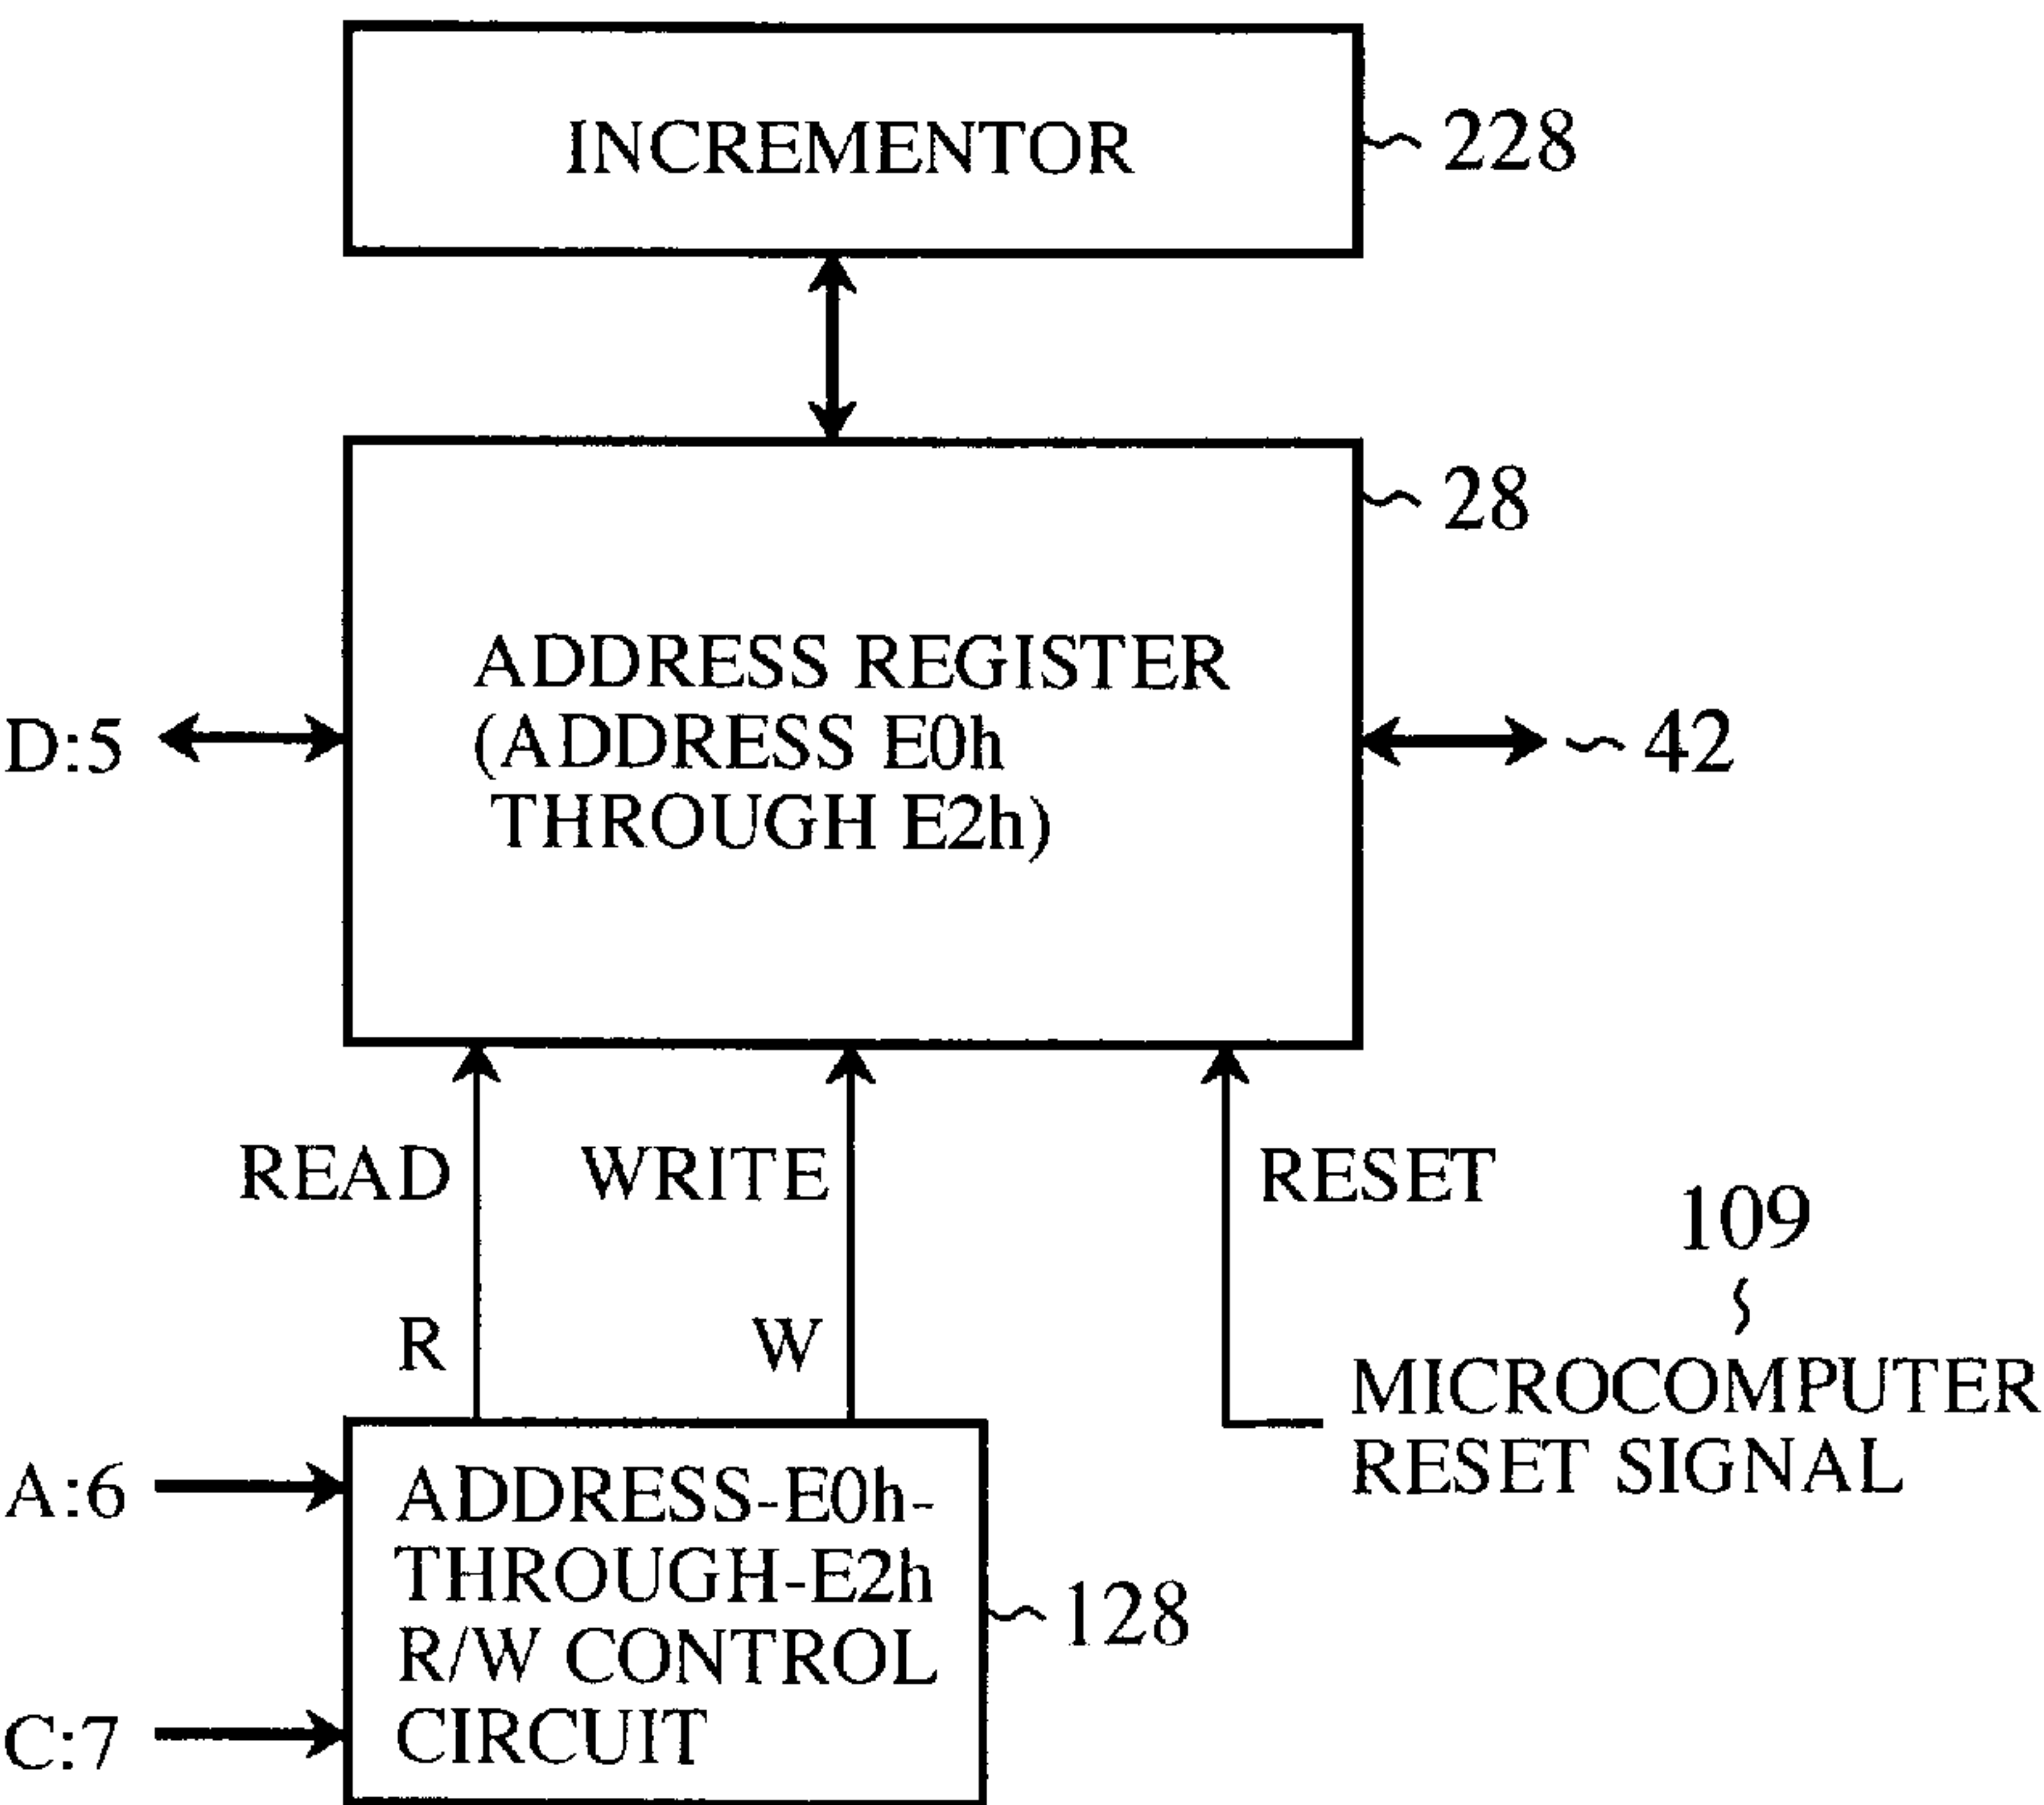 INCREMENTOR
228
28
ADDRESS REGISTER
(ADDRESS E0h
THROUGH E2h)
D:5
42
READ
WRITE
RESET
109
R
W
MICROCOMPUTER
RESET SIGNAL
A:6
ADDRESS-E0h-
THROUGH-E2h
R/W CONTROL
CIRCUIT
128
C:7